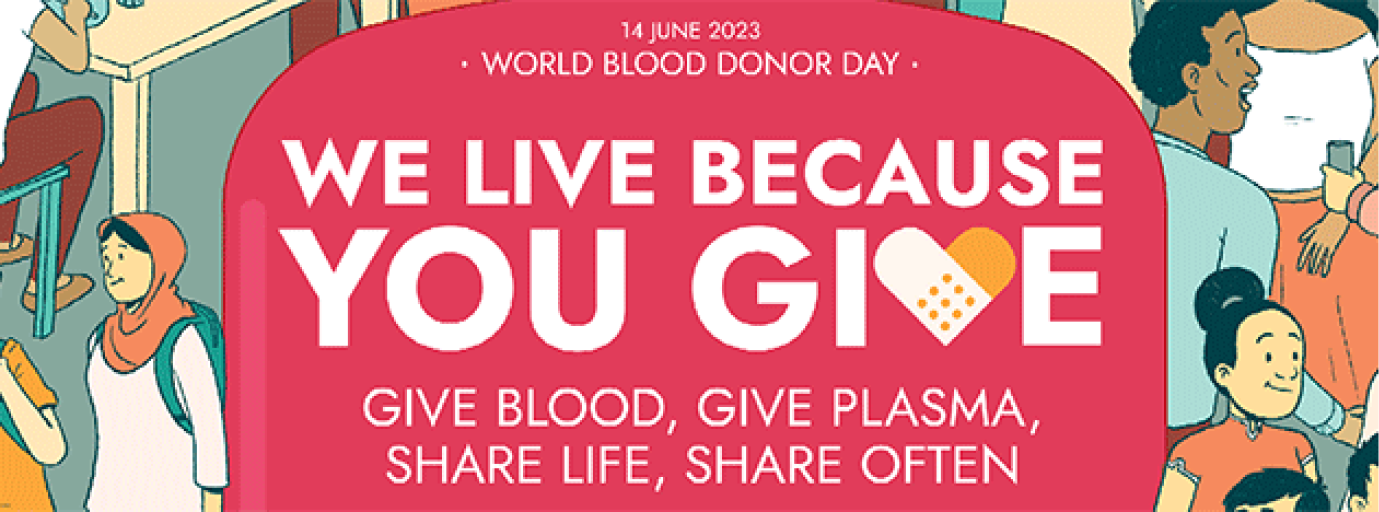 14 JUNE 2023
· WORLD BLOOD DONOR DAY ·
WE LIVE BECAUSE
YOU GIVE
GIVE BLOOD, GIVE PLASMA,
SHARE LIFE, SHARE OFTEN